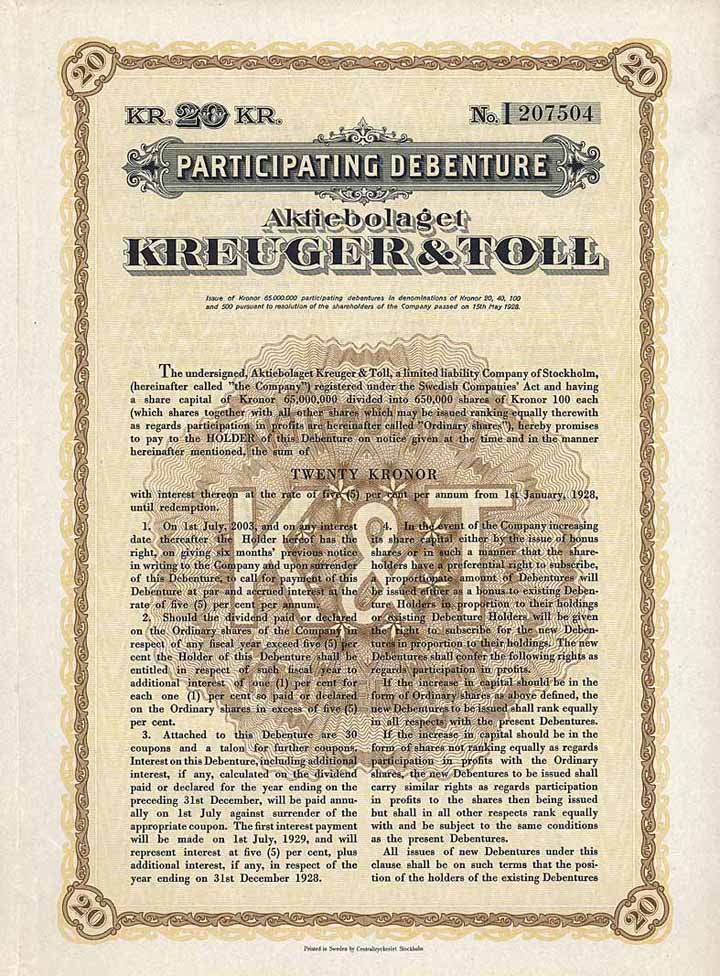 20 20
KR. 20 KR. No. I 207504
PARTICIPATING DEBENTURE
Aktiebolaget
KREUGER & TOLL
Issue of Kronor 65.000.000 participating debentures in denominations of Kronor 20, 40, 100
and 500 pursuant to resolution of the shareholders of the Company passed on 15th May 1928.
The undersigned, Aktiebolaget Kreuger & Toll, a limited liability Company of Stockholm,
(hereinafter called "the Company") registered under the Swedish Companies' Act and having
a share capital of Kronor 65,000,000 divided into 650,000 shares of Kronor 100 each
(which shares together with all other shares which may be issued ranking equally therewith
as regards participation in profits are hereinafter called "Ordinary shares"), hereby promises
to pay to the HOLDER of this Debenture on notice given at the time and in the manner
hereinafter mentioned, the sum of
TWENTY KRONOR
with interest thereon at the rate of five (5) per cent per annum from 1st January, 1928,
until redemption.
1. On 1st July, 2003, and on any interest
date thereafter the Holder hereof has the
right, on giving six months' previous notice
in writing to the Company and upon surrender
of this Debenture, to call for payment of this
Debenture at par and accrued interest at the
rate of five (5) per cent per annum.
2. Should the dividend paid or declared
on the Ordinary shares of the Company in
respect of any fiscal year exceed five (5) per
cent the Holder of this Debenture shall be
entitled in respect of such fiscal year to
additional interest of one (1) per cent for
each one (1) per cent so paid or declared
on the Ordinary shares in excess of five (5)
per cent.
3. Attached to this Debenture are 30
coupons and a talon for further coupons.
Interest on this Debenture, including additional
interest, if any, calculated on the dividend
paid or declared for the year ending on the
preceding 31st December, will be paid annu-
ally on 1st July against surrender of the
appropriate coupon. The first interest payment
will be made on 1st July, 1929, and will
represent interest at five (5) per cent, plus
additional interest, if any, in respect of the
year ending on 31st December 1928.
4. In the event of the Company increasing
its share capital either by the issue of bonus
shares or in such a manner that the share-
holders have a preferential right to subscribe,
a proportionate amount of Debentures will
be issued either as a bonus to existing Deben-
ture Holders in proportion to their holdings
or existing Debenture Holders will be given
the right to subscribe for the new Deben-
tures in proportion to their holdings. The new
Debentures shall confer the following rights as
regards participation in profits.
If the increase in capital should be in the
form of Ordinary shares as above defined, the
new Debentures to be issued shall rank equally
in all respects with the present Debentures.
If the increase in capital should be in the
form of shares not ranking equally as regards
participation in profits with the Ordinary
shares, the new Debentures to be issued shall
carry similar rights as regards participation
in profits to the shares then being issued
but shall in all other respects rank equally
with and be subject to the same conditions
as the present Debentures.
All issues of new Debentures under this
clause shall be on such terms that the posi-
tion of the holders of the existing Debentures
K&T
20 20
Printed in Sweden by Centraltryckeriet Stockholm